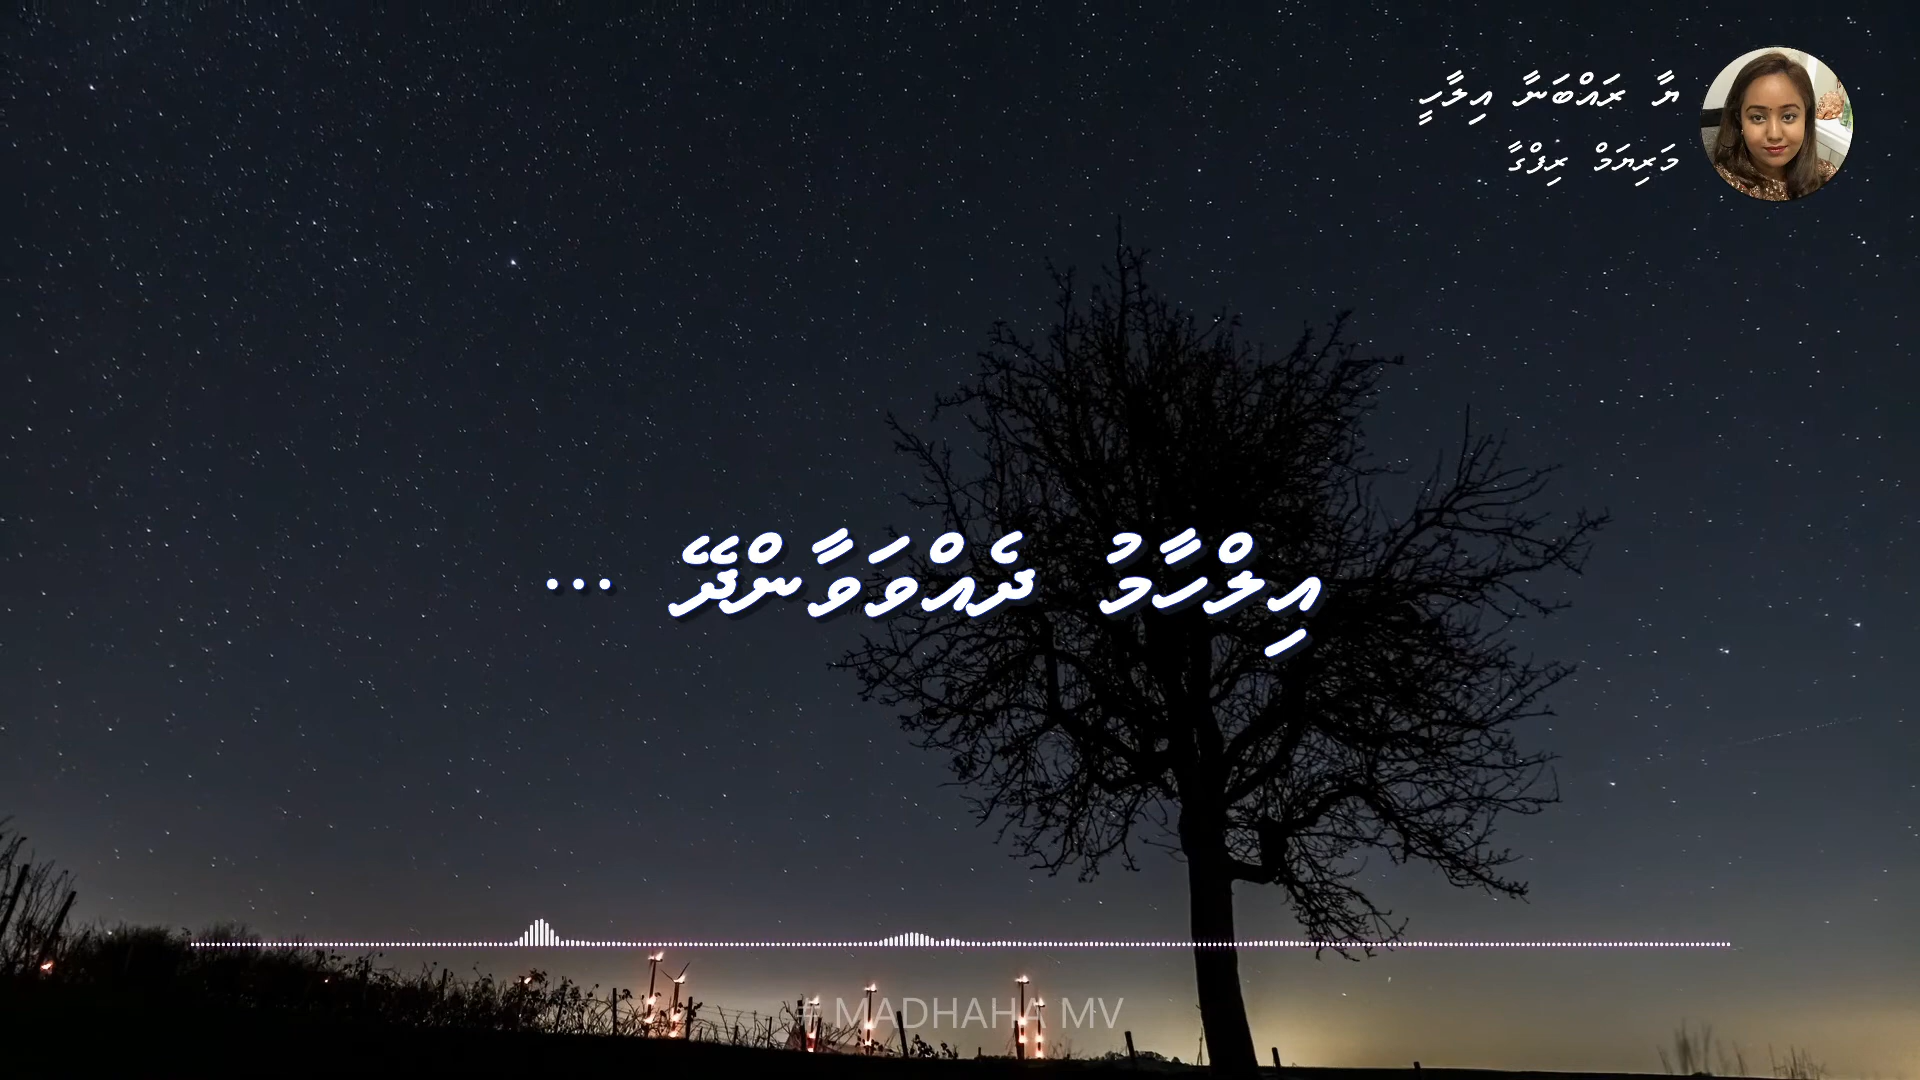 ޔާ ރައްބަނާ އިލާހީ
މަރިޔަމް ރިފްގާ
އިލްހާމު ދެއްވަވާންދޭ ...
# MADHAHA MV